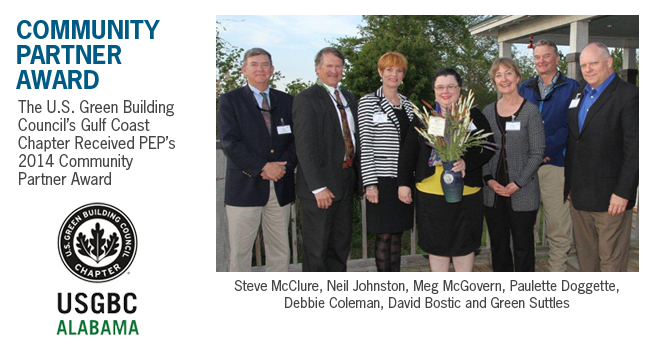 COMMUNITY
PARTNER
AWARD
The U.S. Green Building
Council's Gulf Coast
Chapter Received PEP's
2014 Community
Partner Award
U.S. GREEN BUILDING COUNCIL
CHAPTER
USGBC
ALABAMA
Steve McClure, Neil Johnston, Meg McGovern, Paulette Doggette,
Debbie Coleman, David Bostic and Green Suttles